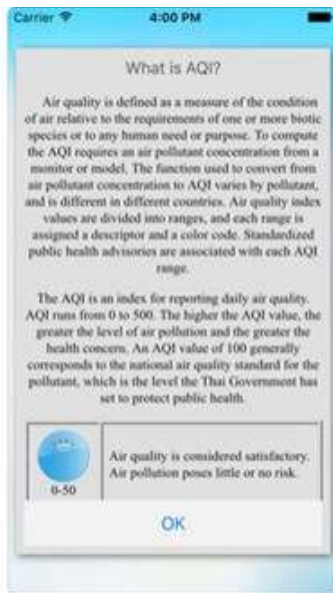 Carrier 4:00 PM
What is AQI?
Air quality is defined as a measure of the condition
of air relative to the requirements of one or more biotic
species or to any human need or purpose. To compute
the AQI requires an air pollutant concentration from a
monitor or model. The function used to convert from
air pollutant concentration to AQI varies by pollutant,
and is different in different countries. Air quality index
values are divided into ranges, and each range is
assigned a descriptor and a color code. Standardized
public health advisories are associated with each AQI
range.
The AQI is an index for reporting daily air quality.
AQI runs from 0 to 500. The higher the AQI value, the
greater the level of air pollution and the greater the
health concern. An AQI value of 100 generally
corresponds to the national air quality standard for the
pollutant, which is the level the Thai Government has
set to protect public health.
Air quality is considered satisfactory.
Air pollution poses little or no risk.
0-50
OK